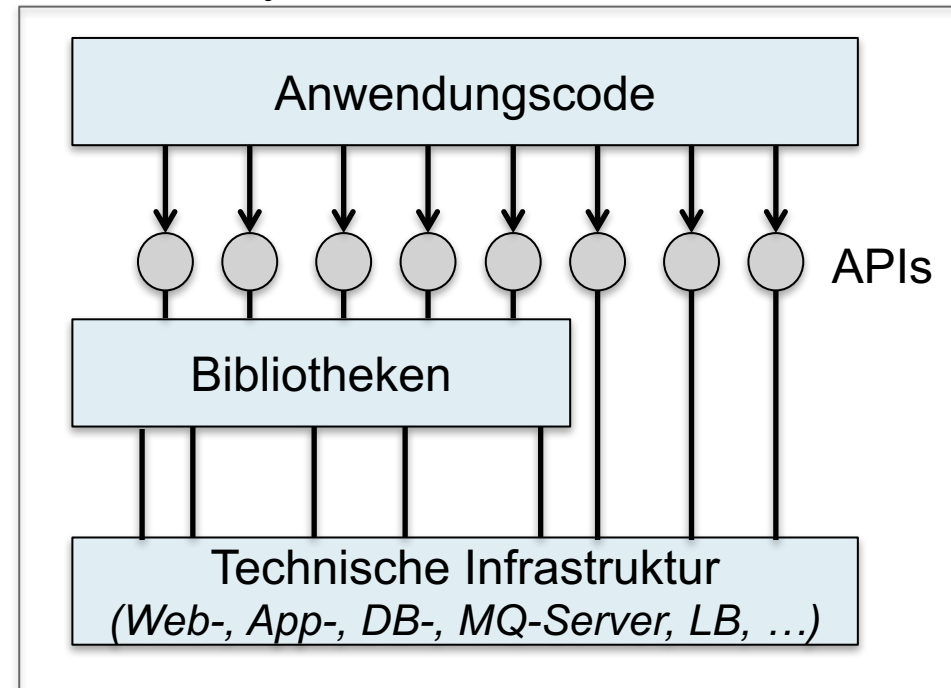 Anwendungscode
APIs
Bibliotheken
Technische Infrastruktur
(Web-, App-, DB-, MQ-Server, LB, …)